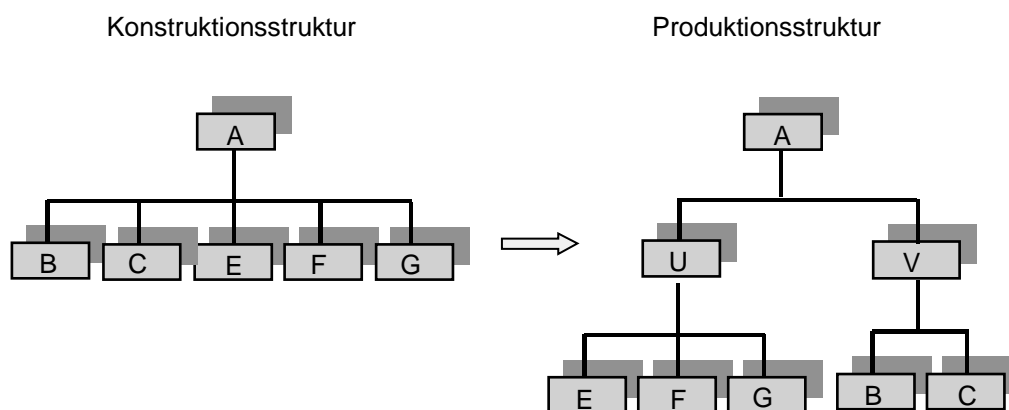 Konstruktionsstruktur Produktionsstruktur
A A
B C E F G U V
E F G B C